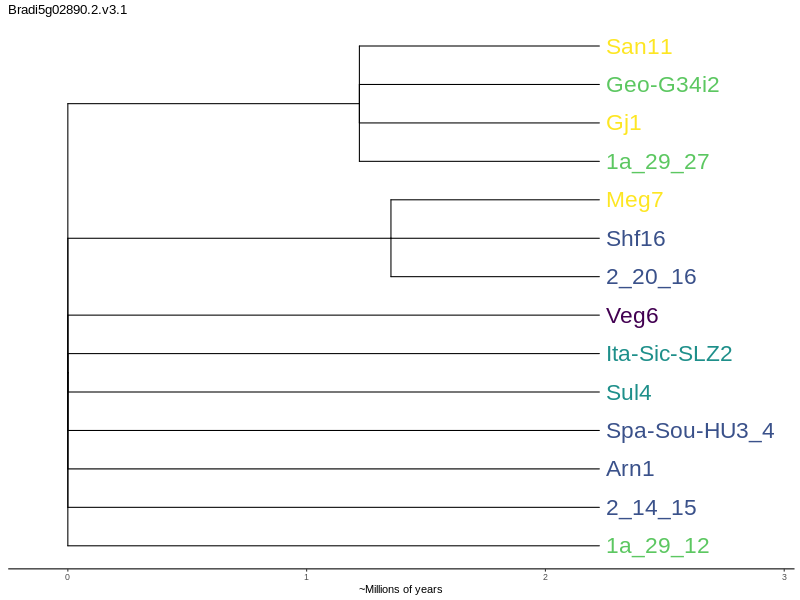 Bradi5g02890.2.v3.1
San11
Geo-G34i2
Gj1
1a_29_27
Meg7
Shf16
2_20_16
Veg6
Ita-Sic-SLZ2
Sul4
Spa-Sou-HU3_4
Arn1
2_14_15
1a_29_12
0 1 2 3
~Millions of years